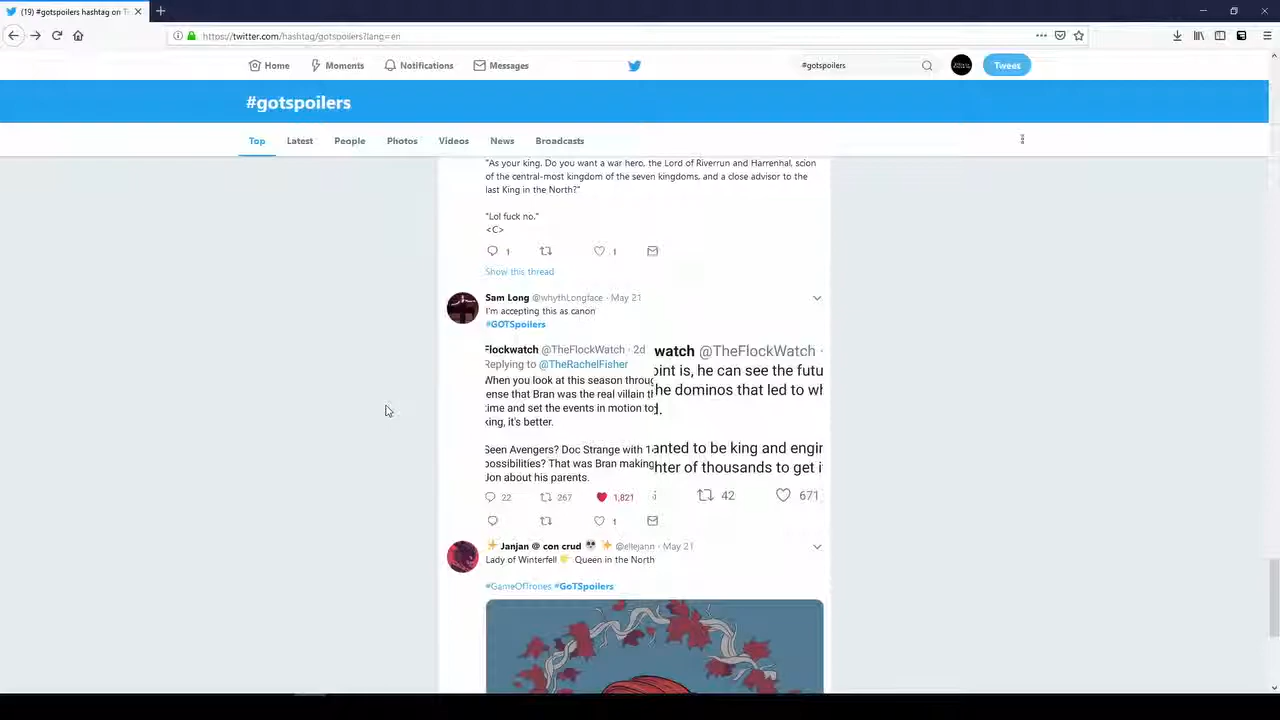 (19) #gotspoilers hashtag on T
https://twitter.com/hashtag/gotspoilers?lang=en
Home
Moments
Notifications
Messages
#gotspoilers
Tweets
#gotspoilers
Top
Latest
People
Photos
Videos
News
Broadcasts
"As your king. Do you want a war hero, the Lord of Riverrun and Harrenhal, scion
of the central-most kingdom of the seven kingdoms, and a close advisor to the
last King in the North?"
"Lol fuck no."
<C>
1
1
Show this thread
Sam Long @whythLongface · May 21
I'm accepting this as canon
#GOTSpoilers
Flockwatch @TheFlockWatch · 2d
Replying to @TheRachelFisher
When you look at this season throug
sense that Bran was the real villain t
time and set the events in motion to
king, it's better.
Seen Avengers? Doc Strange with 1
possibilities? That was Bran making
Jon about his parents.
22 267 1,821
watch @TheFlockWatch ·
oint is, he can see the futu
he dominos that led to wh
d.
anted to be king and engin
hter of thousands to get i
42 671
1
Janjan @ con crud @ellejann · May 21
Lady of Winterfell Queen in the North
#GameOfTrones #GoTSpoilers